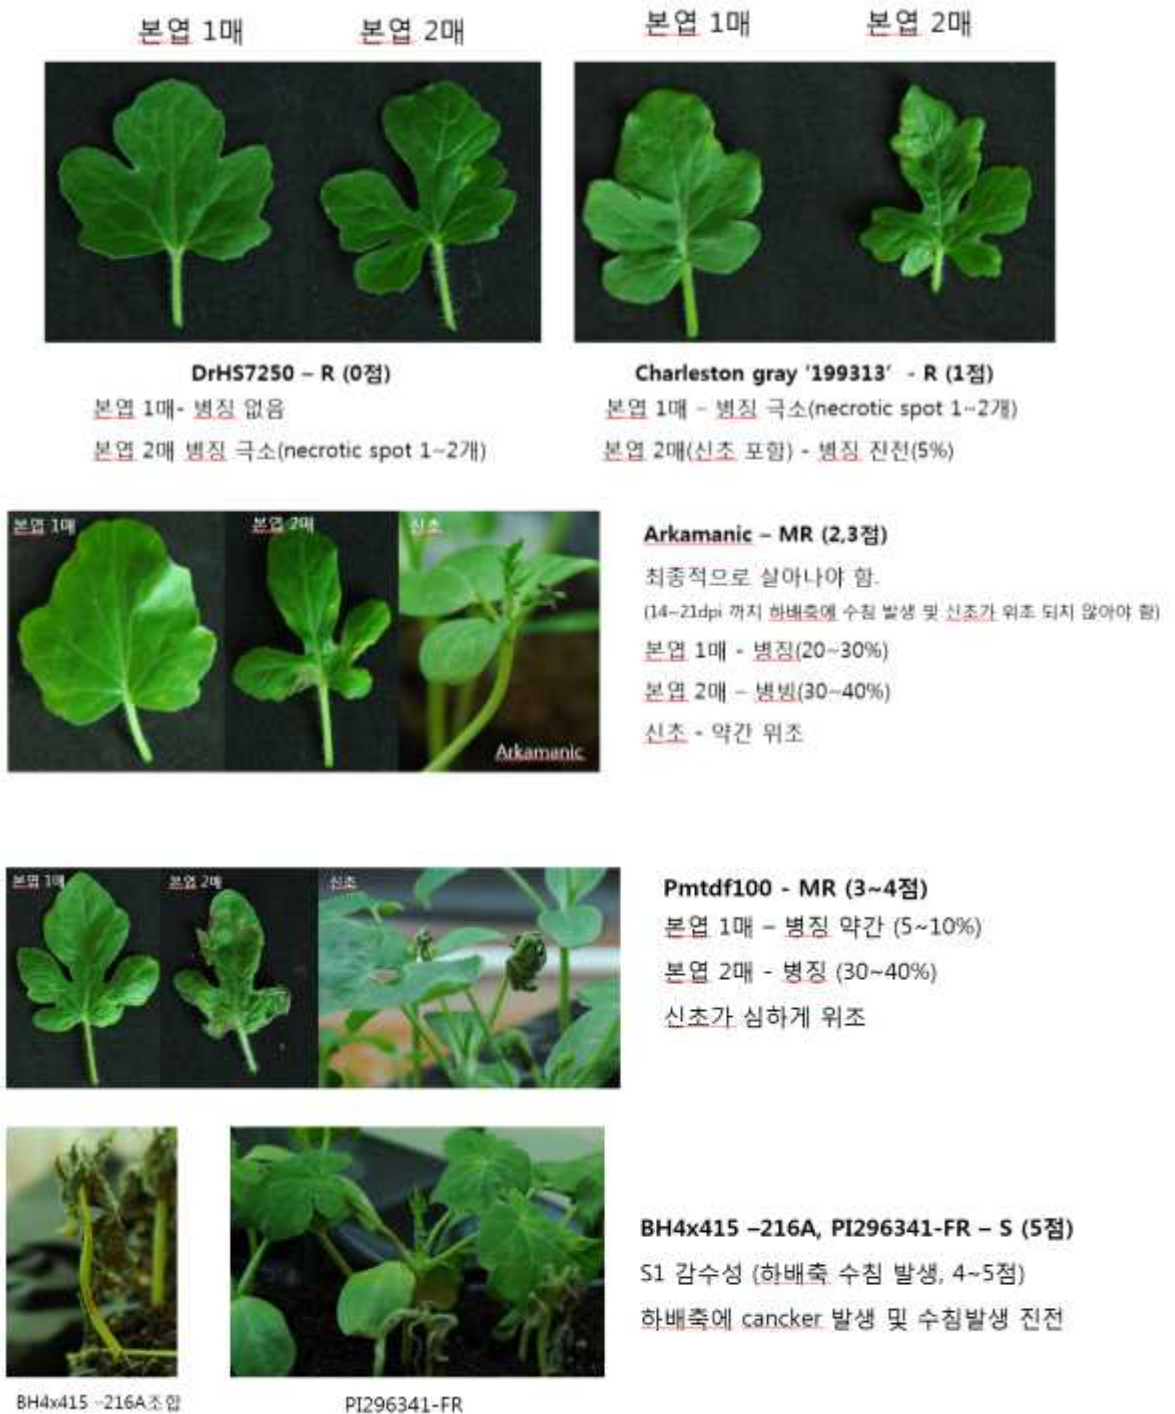 본엽 1매
본엽 2매
본엽 1매
본엽 2매
DrHS7250 – R (0점)
본엽 1매- 병징 없음
본엽 2매 병징 극소(necrotic spot 1~2개)
Charleston gray '199313' - R (1점)
본엽 1매 – 병징 극소(necrotic spot 1~2개)
본엽 2매(신초 포함) - 병징 진전(5%)
본엽 1매
본엽 2매
신초
Arkamanic
Arkamanic – MR (2,3점)
최종적으로 살아나야 함.
(14~21dpi 까지 하배축에 수침 발생 및 신초가 위조 되지 않아야 함)
본엽 1매 - 병징(20~30%)
본엽 2매 – 병빙(30~40%)
신초 - 약간 위조
본엽 1매
본엽 2매
신초
Pmtdf100 - MR (3~4점)
본엽 1매 – 병징 약간 (5~10%)
본엽 2매 - 병징 (30~40%)
신초가 심하게 위조
BH4x415 –216A, PI296341-FR – S (5점)
S1 감수성 (하배축 수침 발생, 4~5점)
하배축에 cancker 발생 및 수침발생 진전
BH4x415 –216A조합
PI296341-FR